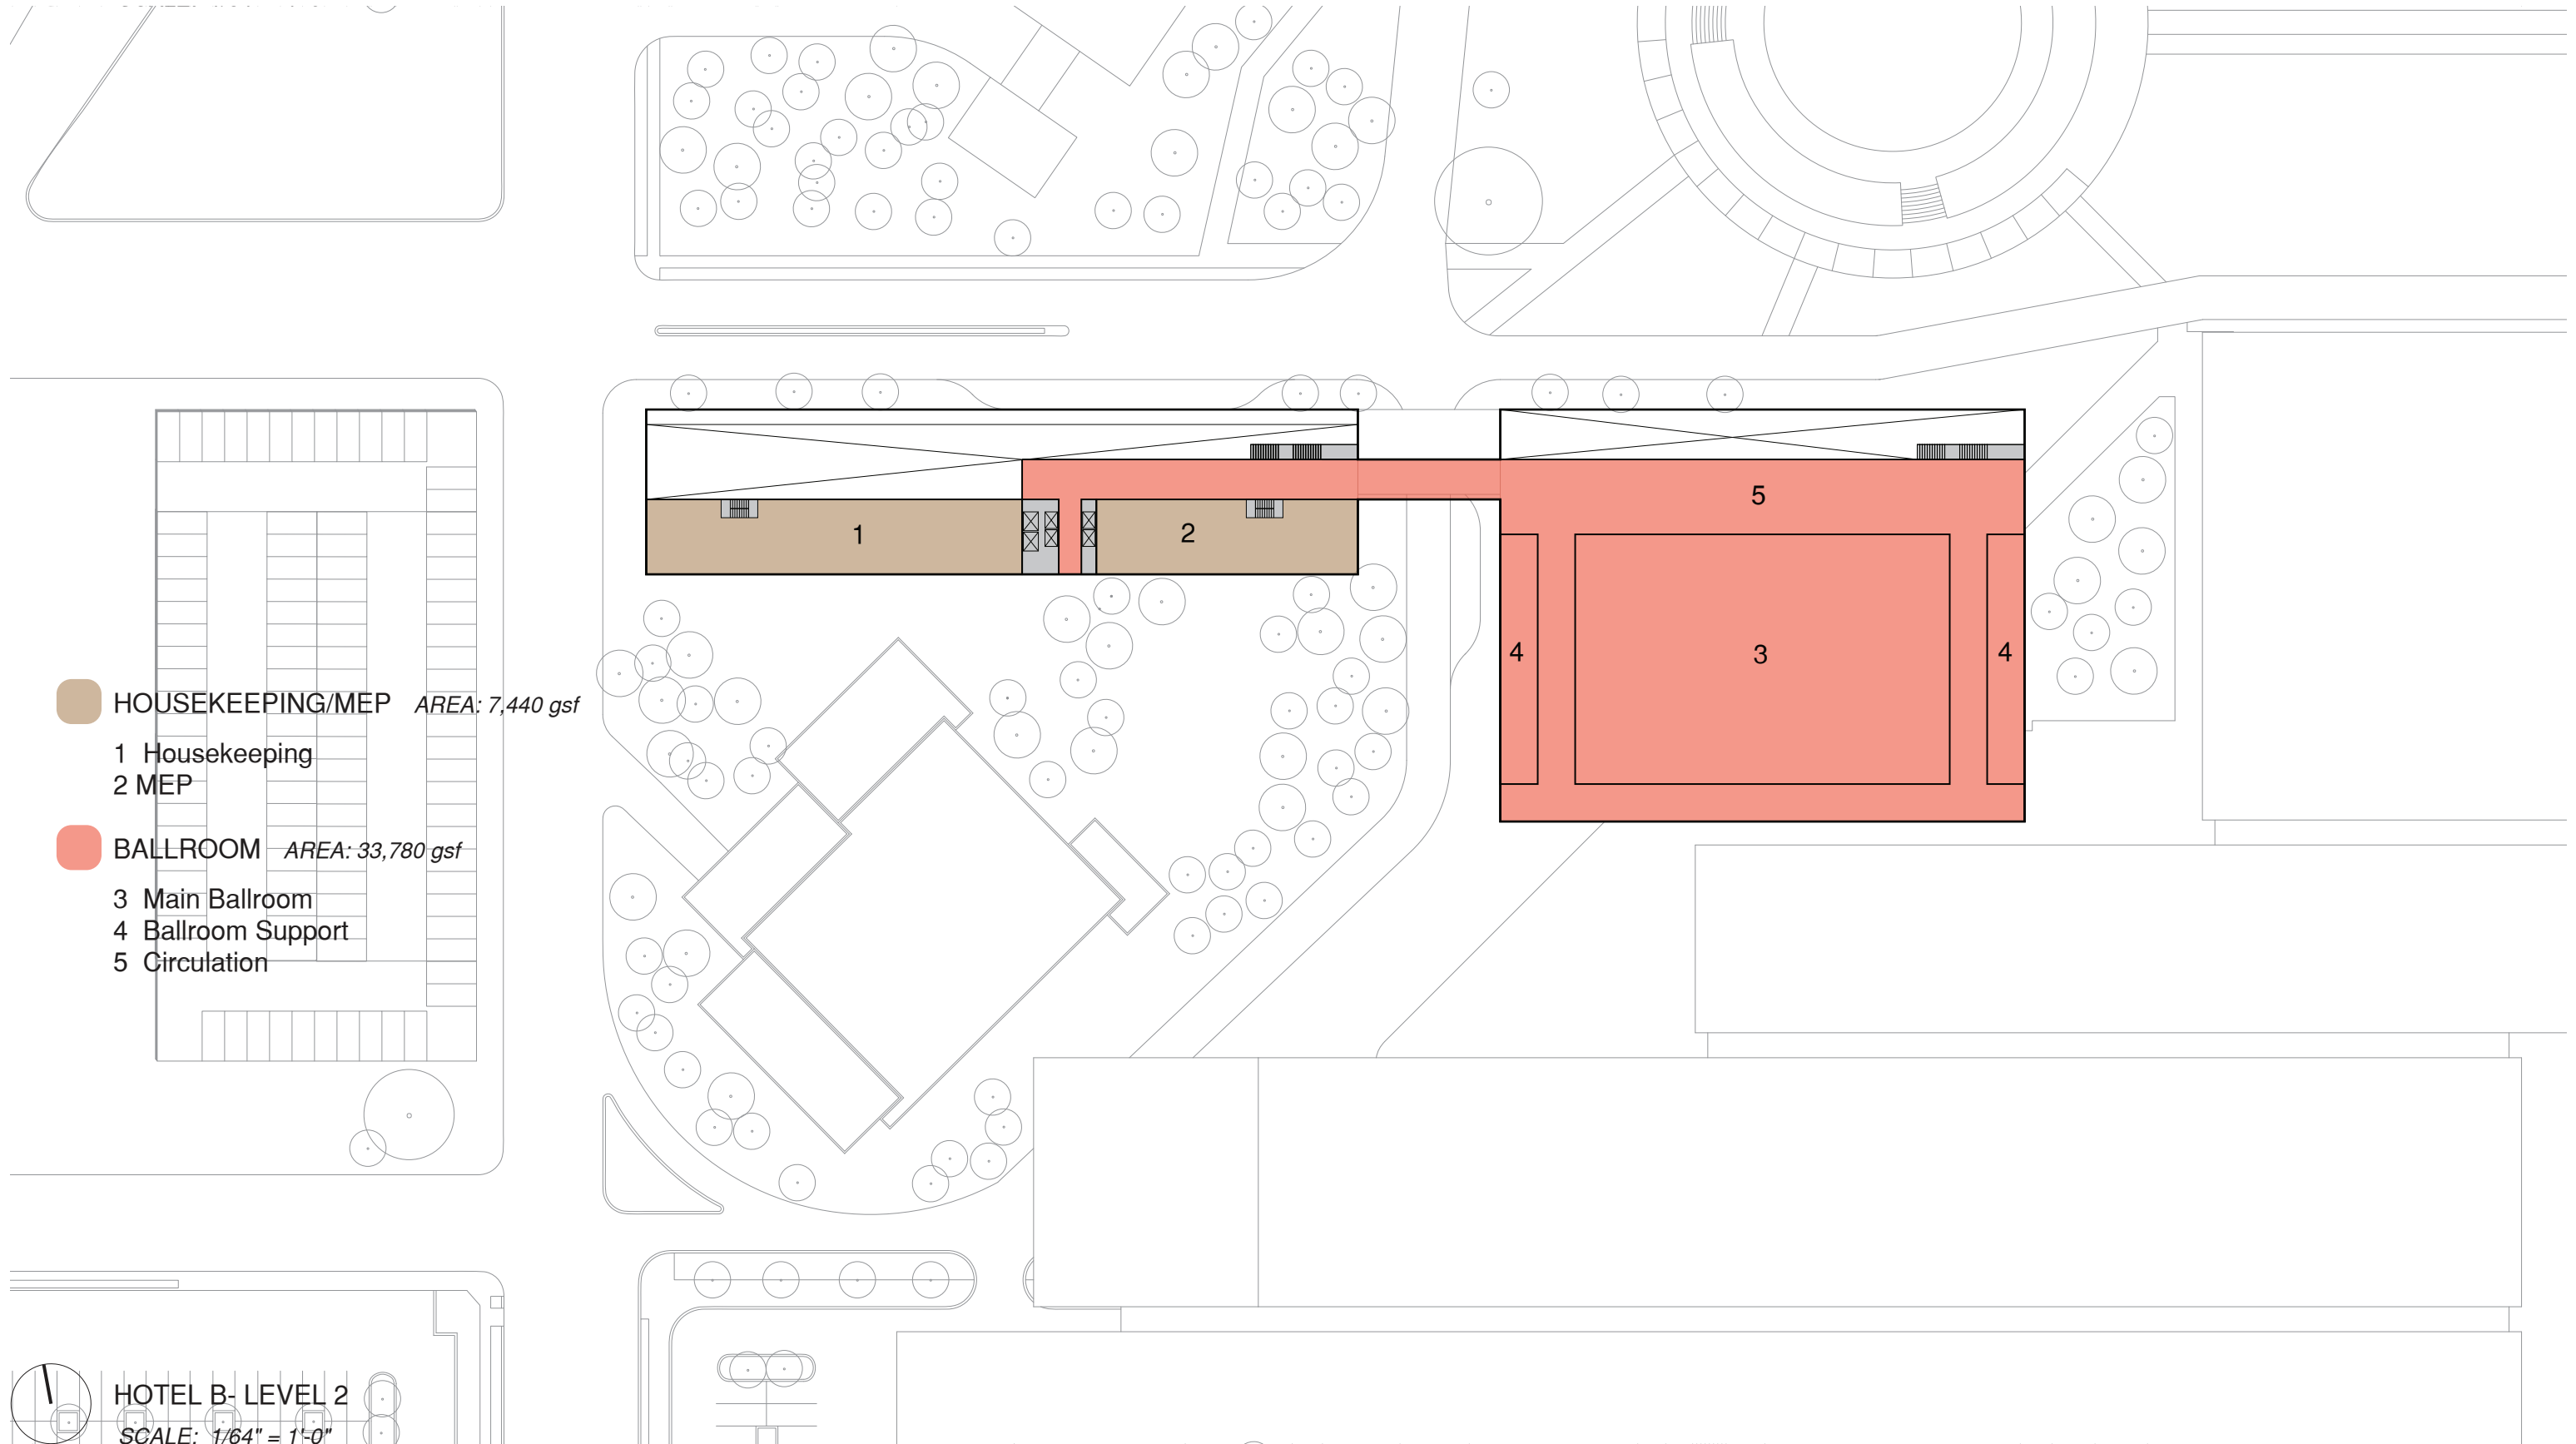 1
2
5
4
3
4
HOUSEKEEPING/MEP AREA: 7,440 gsf
1 Housekeeping
2 MEP
BALLROOM AREA: 33,780 gsf
3 Main Ballroom
4 Ballroom Support
5 Circulation
HOTEL B- LEVEL 2
SCALE: 1/64" = 1'-0"